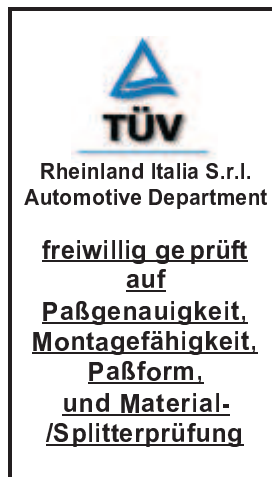 TÜV
Rheinland Italia S.r.l.
Automotive Department
freiwillig ge prüft
auf
Paßgenauigkeit,
Montagefähigkeit,
Paßform,
und Material-
/Splitterprüfung